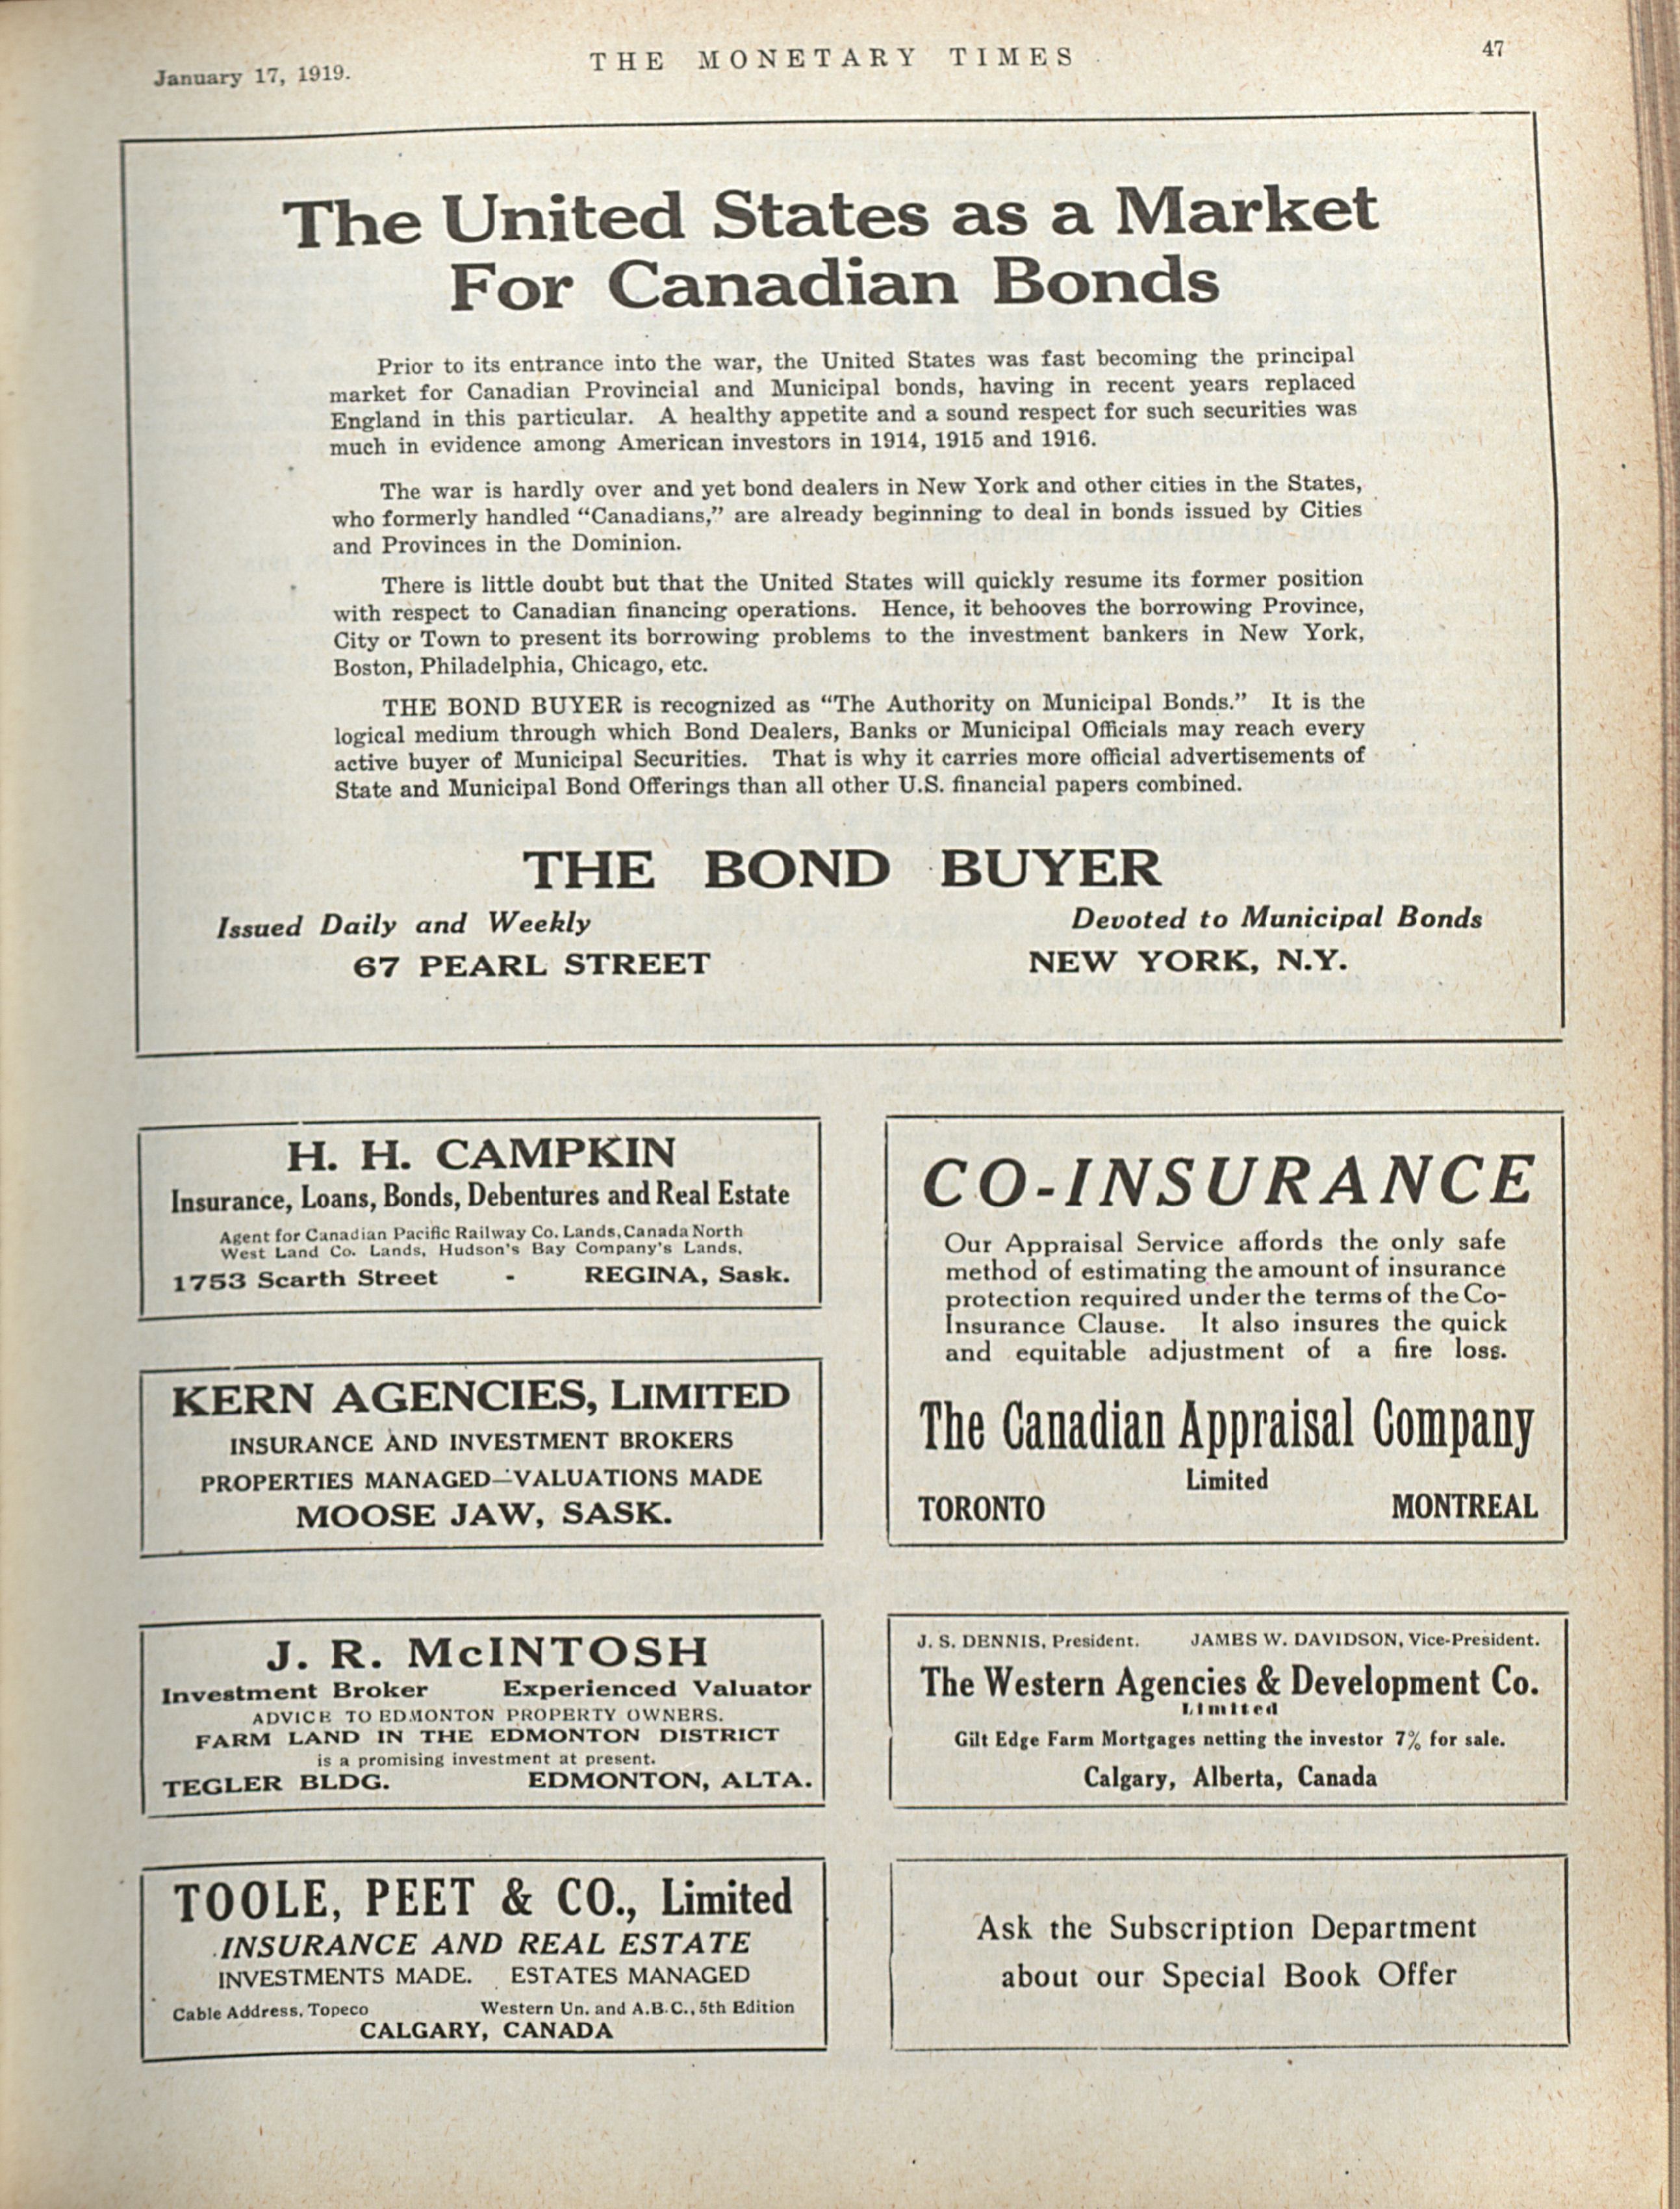 January 17, 1919.
THE MONETARY TIMES
47
The United States as a Market
For Canadian Bonds
Prior to its entrance into the war, the United States was fast becoming the principal
market for Canadian Provincial and Municipal bonds, having in recent years replaced
England in this particular. A healthy appetite and a sound respect for such securities was
much in evidence among American investors in 1914, 1915 and 1916.
The war is hardly over and yet bond dealers in New York and other cities in the States,
who formerly handled "Canadians," are already beginning to deal in bonds issued by Cities
and Provinces in the Dominion.
There is little doubt but that the United States will quickly resume its former position
with respect to Canadian financing operations. Hence, it behooves the borrowing Province,
City or Town to present its borrowing problems to the investment bankers in New York,
Boston, Philadelphia, Chicago, etc.
THE BOND BUYER is recognized as "The Authority on Municipal Bonds." It is the
logical medium through which Bond Dealers, Banks or Municipal Officials may reach every
active buyer of Municipal Securities. That is why it carries more official advertisements of
State and Municipal Bond Offerings than all other U.S. financial papers combined.
THE BOND BUYER
Issued Daily and Weekly
Devoted to Municipal Bonds
67 PEARL STREET
NEW YORK, N.Y.
H. H. CAMPKIN
Insurance, Loans, Bonds, Debentures and Real Estate
Agent for Canadian Pacific Railway Co. Lands, Canada North
West Land Co. Lands, Hudson's Bay Company's Lands,
1753 Scarth Street - REGINA, Sask.
KERN AGENCIES, LIMITED
INSURANCE AND INVESTMENT BROKERS
PROPERTIES MANAGED—VALUATIONS MADE
MOOSE JAW, SASK.
CO-INSURANCE
Our Appraisal Service affords the only safe
method of estimating the amount of insurance
protection required under the terms of the Co-
Insurance Clause. It also insures the quick
and equitable adjustment of a fire loss.
The Canadian Appraisal Company
Limited
TORONTO
MONTREAL
J. R. McINTOSH
Investment Broker Experienced Valuator
ADVICE TO EDMONTON PROPERTY OWNERS.
FARM LAND IN THE EDMONTON DISTRICT
is a promising investment at present.
TEGLER BLDG. EDMONTON, ALTA.
J. S. DENNIS, President. JAMES W. DAVIDSON, Vice-President.
The Western Agencies & Development Co.
Limited
Gilt Edge Farm Mortgages netting the investor 7% for sale.
Calgary, Alberta, Canada
TOOLE, PEET & CO., Limited
INSURANCE AND REAL ESTATE
INVESTMENTS MADE. ESTATES MANAGED
Cable Address, Topeco Western Un. and A.B.C., 5th Edition
CALGARY, CANADA
Ask the Subscription Department
about our Special Book Offer